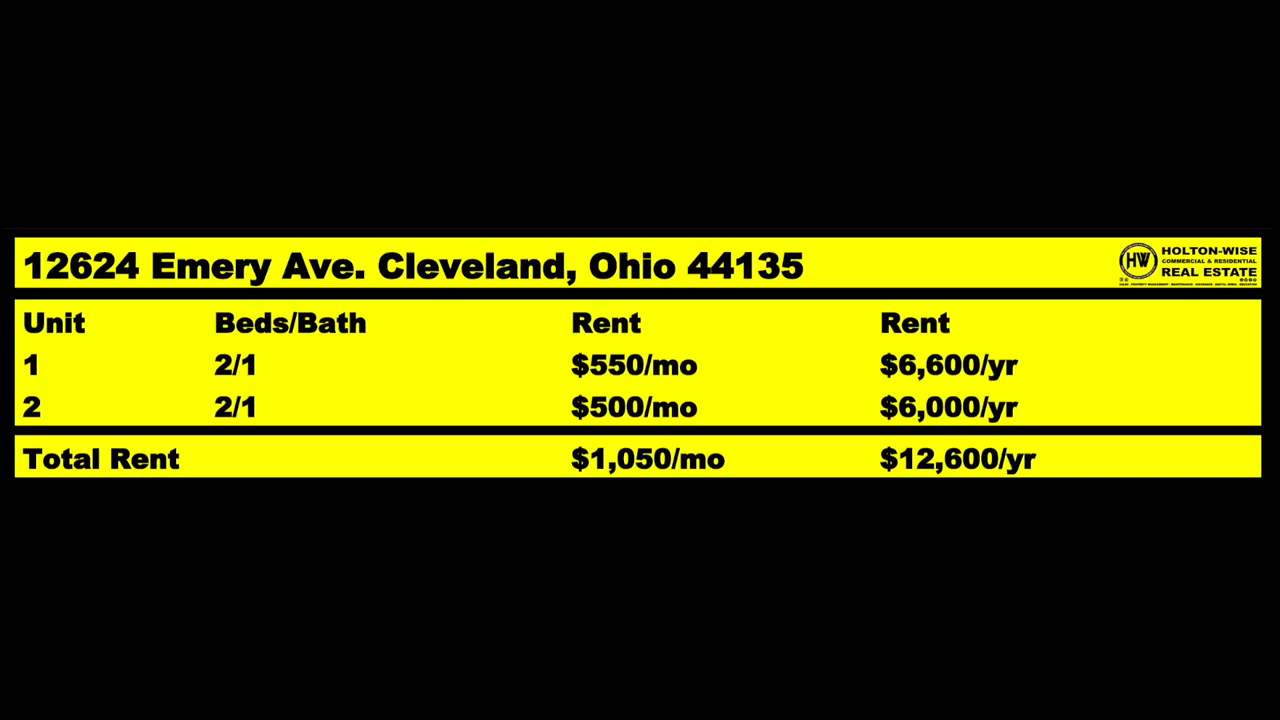 12624 Emery Ave. Cleveland, Ohio 44135
HW
HOLTON-WISE
COMMERCIAL & RESIDENTIAL
REAL ESTATE
Unit Beds/Bath Rent Rent
1 2/1 $550/mo $6,600/yr
2 2/1 $500/mo $6,000/yr
Total Rent $1,050/mo $12,600/yr